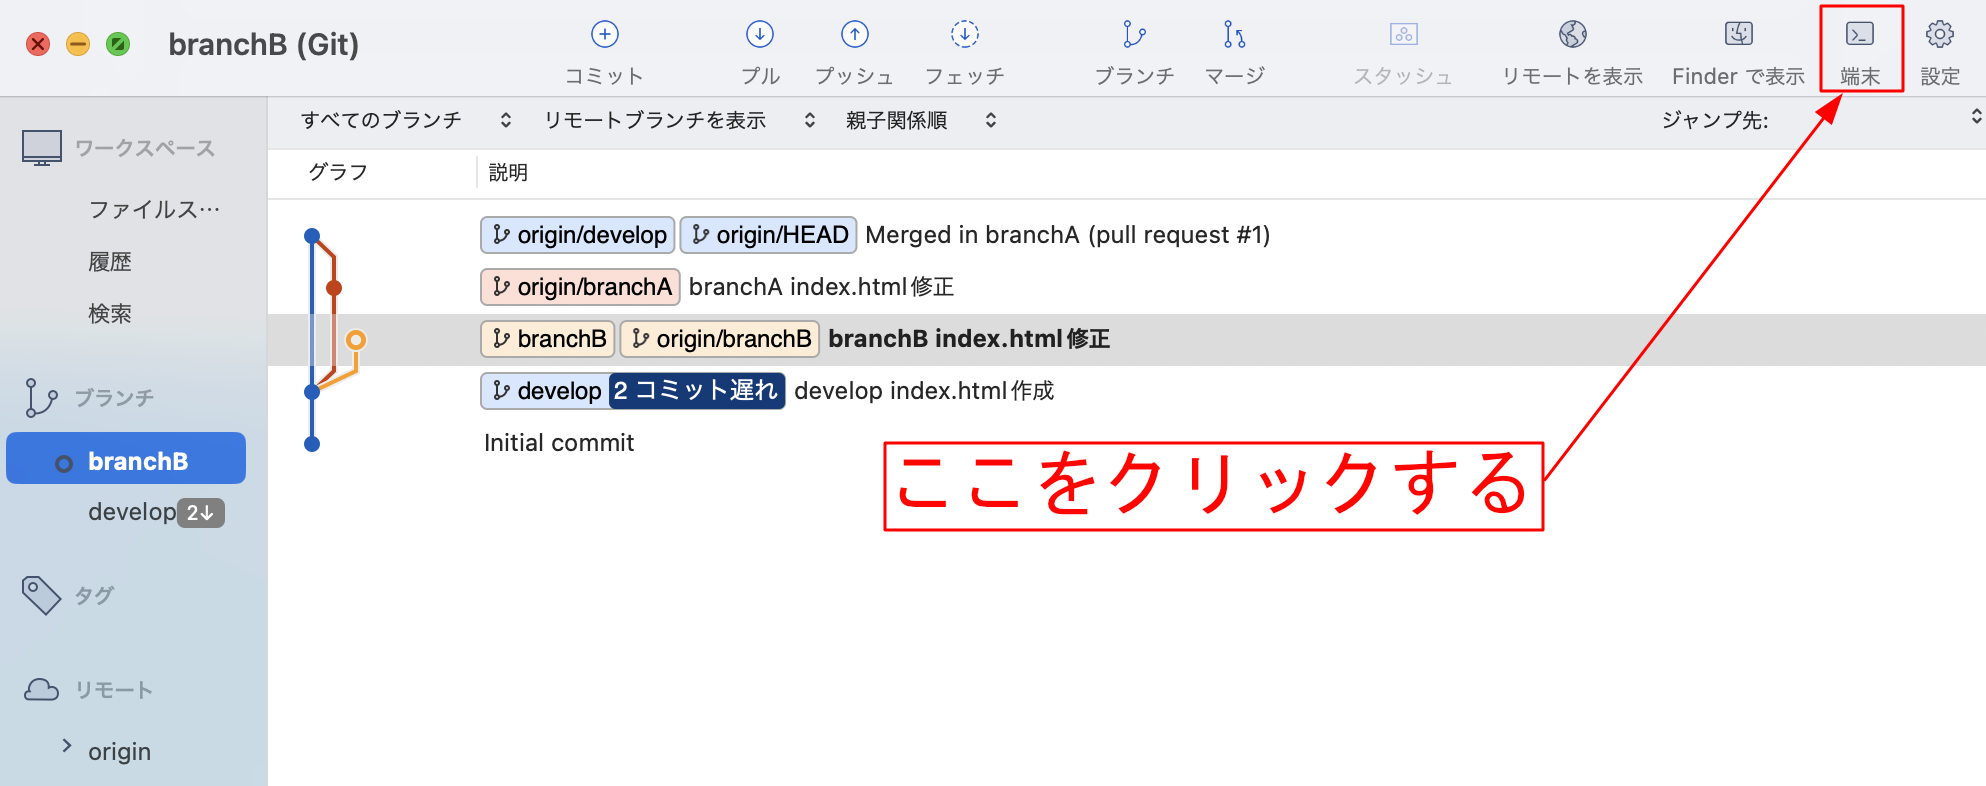 branchB (Git)
コミット プル プッシュ フェッチ ブランチ マージ スタッシュ リモートを表示 Finder で表示 端末 設定
すべてのブランチ リモートブランチを表示 親子関係順 ジャンプ先:
グラフ 説明
ワークスペース
ファイルス…
履歴
検索
ブランチ
branchB
develop 2↓
タグ
リモート
origin
origin/develop origin/HEAD Merged in branchA (pull request #1)
origin/branchA branchA index.html修正
branchB origin/branchB branchB index.html修正
develop 2 コミット遅れ develop index.html作成
Initial commit
ここをクリックする